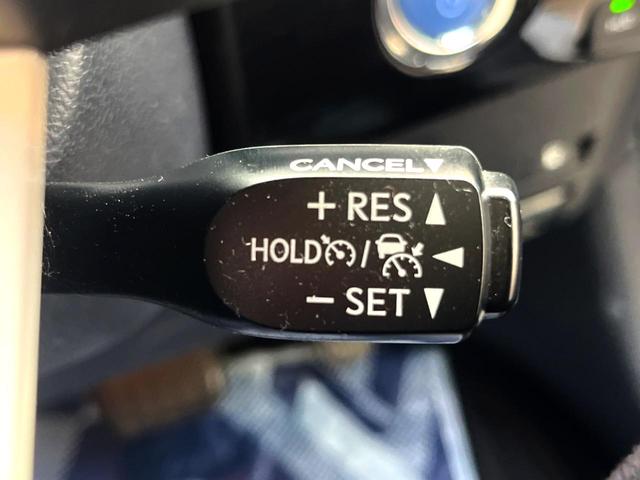 CANCEL▼
+ RES ▲
HOLD / ◀
− SET ▼